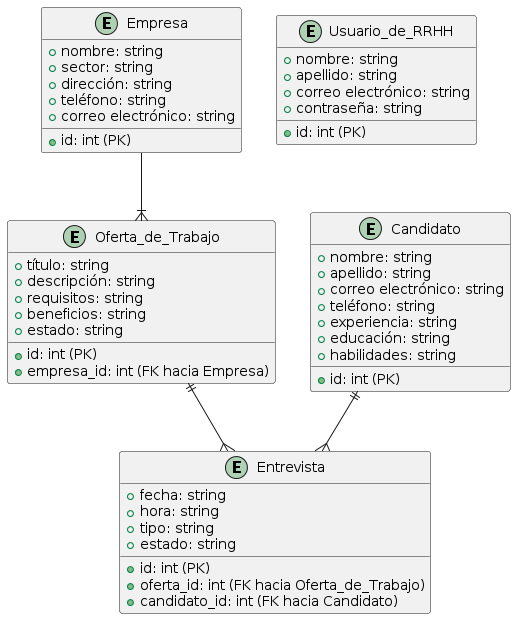 E Empresa
nombre: string
sector: string
dirección: string
teléfono: string
correo electrónico: string
id: int (PK)
E Usuario_de_RRHH
nombre: string
apellido: string
correo electrónico: string
contraseña: string
id: int (PK)
E Oferta_de_Trabajo
título: string
descripción: string
requisitos: string
beneficios: string
estado: string
id: int (PK)
empresa_id: int (FK hacia Empresa)
E Candidato
nombre: string
apellido: string
correo electrónico: string
teléfono: string
experiencia: string
educación: string
habilidades: string
id: int (PK)
E Entrevista
fecha: string
hora: string
tipo: string
estado: string
id: int (PK)
oferta_id: int (FK hacia Oferta_de_Trabajo)
candidato_id: int (FK hacia Candidato)